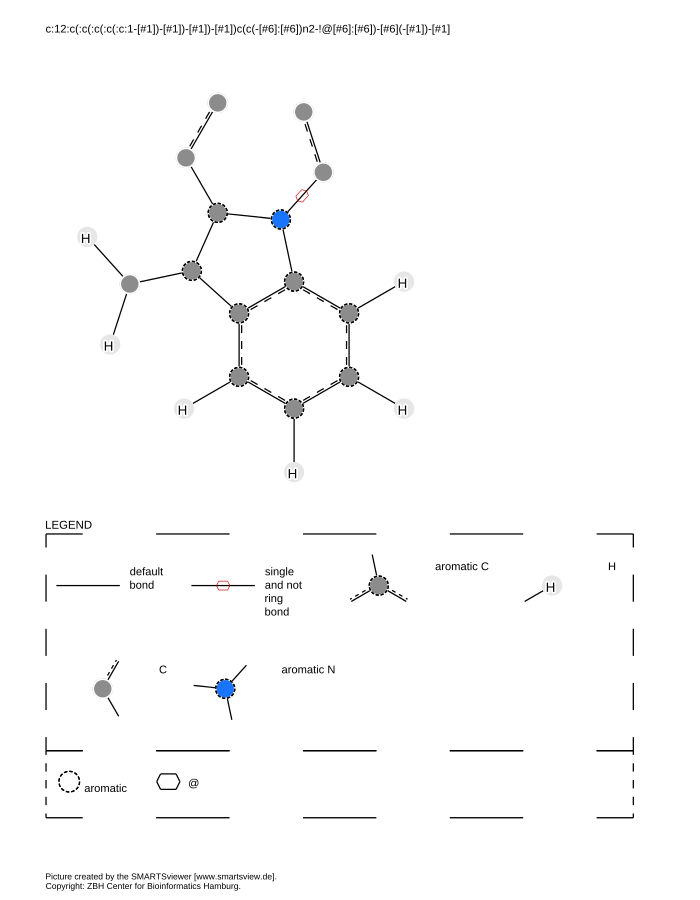 c:12:c(:c(:c(:c(:c:1-[#1])-[#1])-[#1])-[#1])c(c(-[#6]:[#6])n2-!@[#6]:[#6])-[#6](-[#1])-[#1]
H
H
H
H
H
H
LEGEND
default
bond
single
and not
ring
bond
aromatic C
H
H
C
aromatic N
aromatic
@
Picture created by the SMARTSviewer [www.smartsview.de].
Copyright: ZBH Center for Bioinformatics Hamburg.